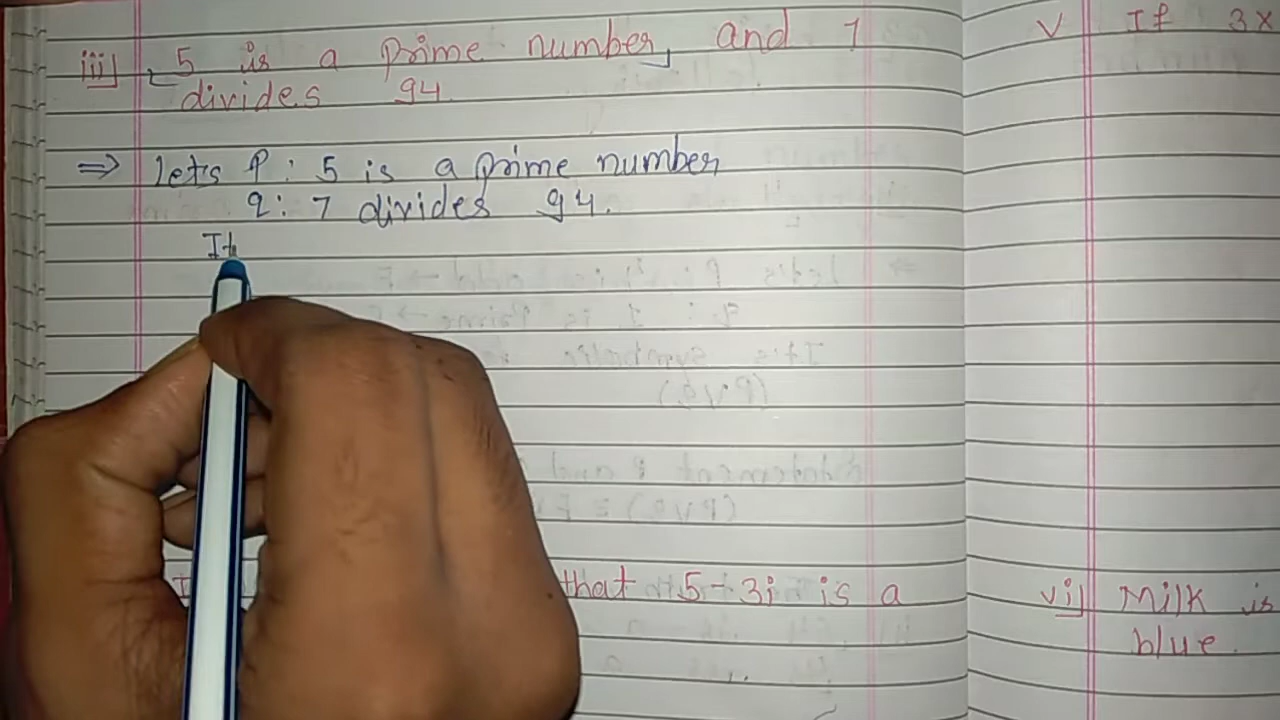 iii] 5 is a prime number, and 7
divides 94.
⇒ let's P : 5 is a prime number
q : 7 divides 94.
It
that 5-3i is a
V If 3x
vi] Milk is
blue.